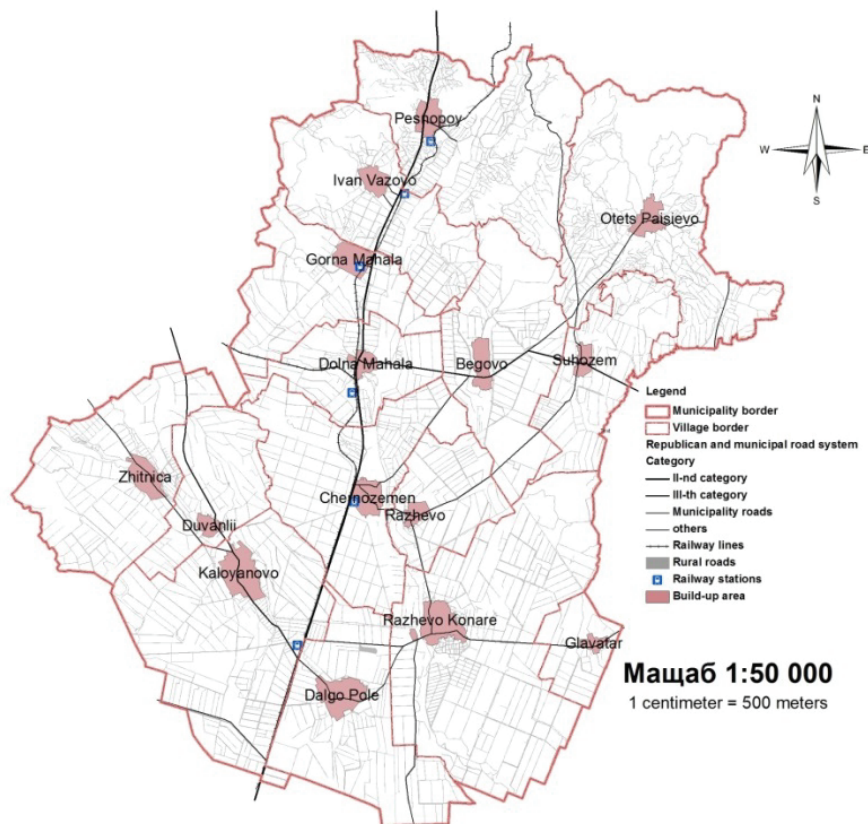 Pesnopoy
N
W
E
S
Ivan Vazovo
Otets Paisievo
Gorna Mahala
Dolna Mahala
Begovo
Suhozem
Legend
Municipality border
Village border
Republican and municipal road system
Category
II-nd category
III-th category
Municipality roads
others
Railway lines
Rural roads
Railway stations
Build-up area
Zhitnica
Chernozemen
Razhevo
Duvanlii
Kaloyanovo
Razhevo Konare
Glavatar
Dalgo Pole
Мащаб 1:50 000
1 centimeter = 500 meters